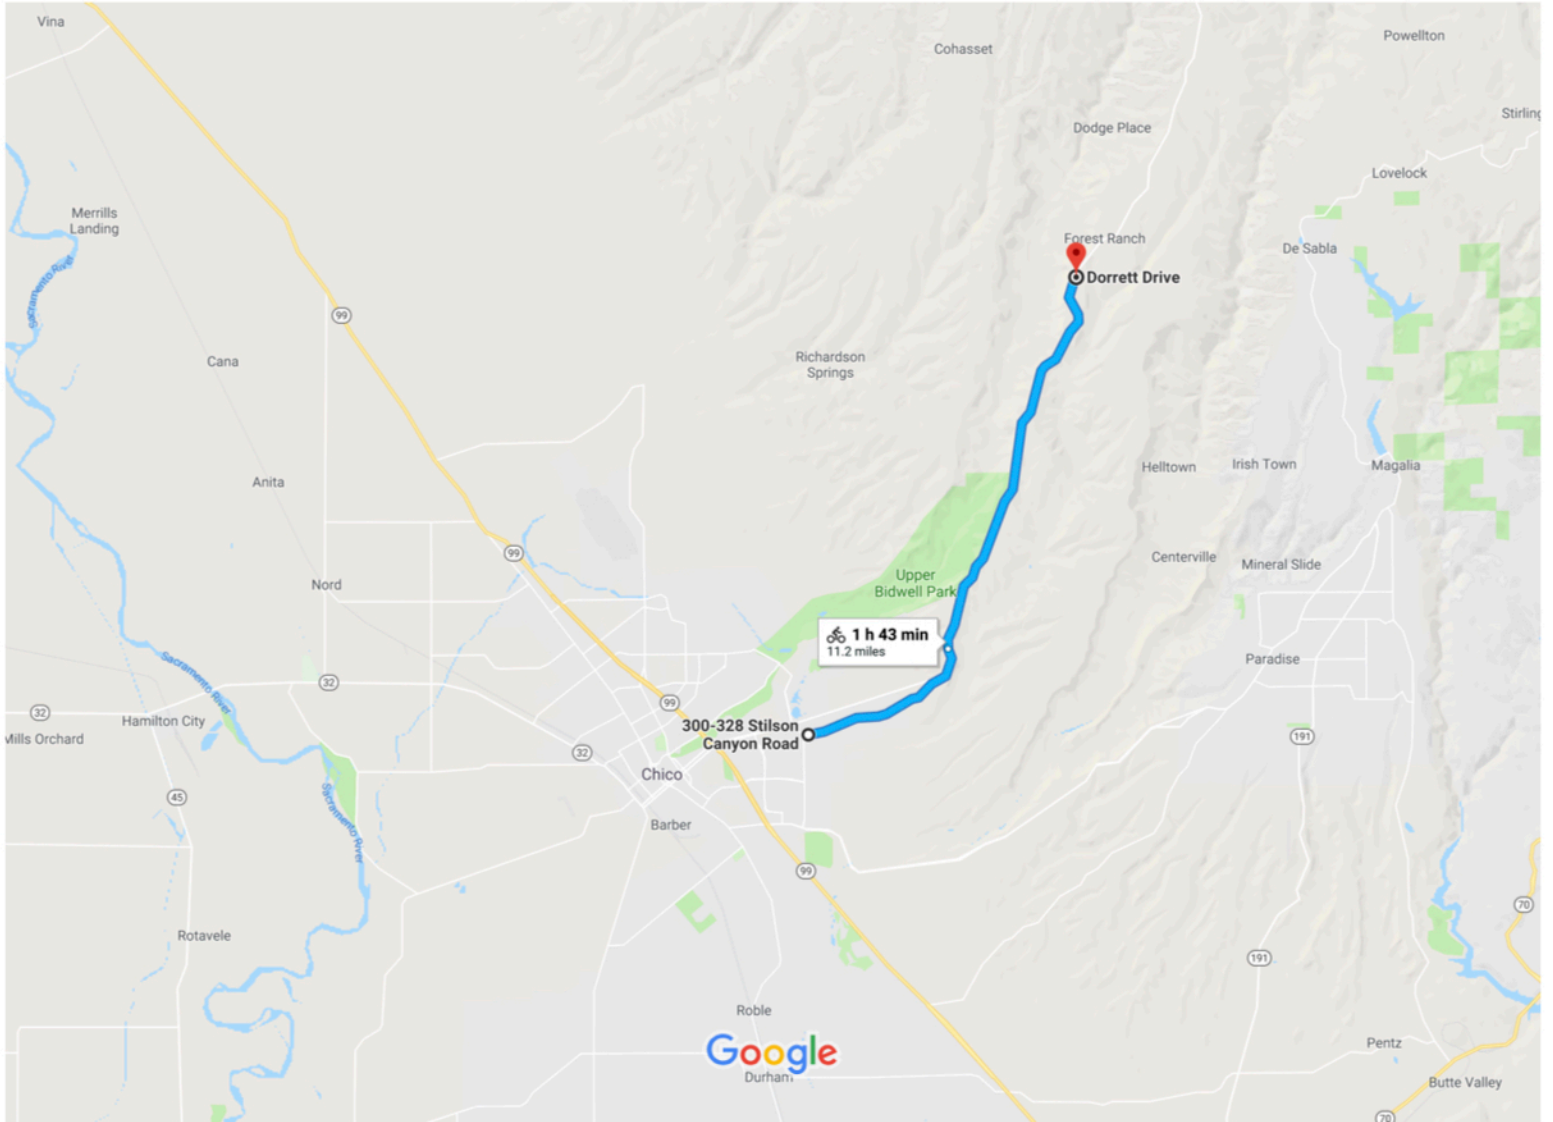 Vina
Cohasset
Powellton
Stirling
Dodge Place
Lovelock
Merrills
Landing
Forest Ranch
De Sabla
Dorrett Drive
Sacramento River
99
Cana
Richardson
Springs
Anita
Helltown
Irish Town
Magalia
99
Nord
Upper
Bidwell Park
Centerville
Mineral Slide
1 h 43 min
11.2 miles
Paradise
Sacramento River
32
99
32
Hamilton City
Mills Orchard
300-328 Stilson
Canyon Road
191
32
Chico
45
Barber
Sacramento River
99
70
Rotavele
191
Roble
Google
Durham
Pentz
Butte Valley
70